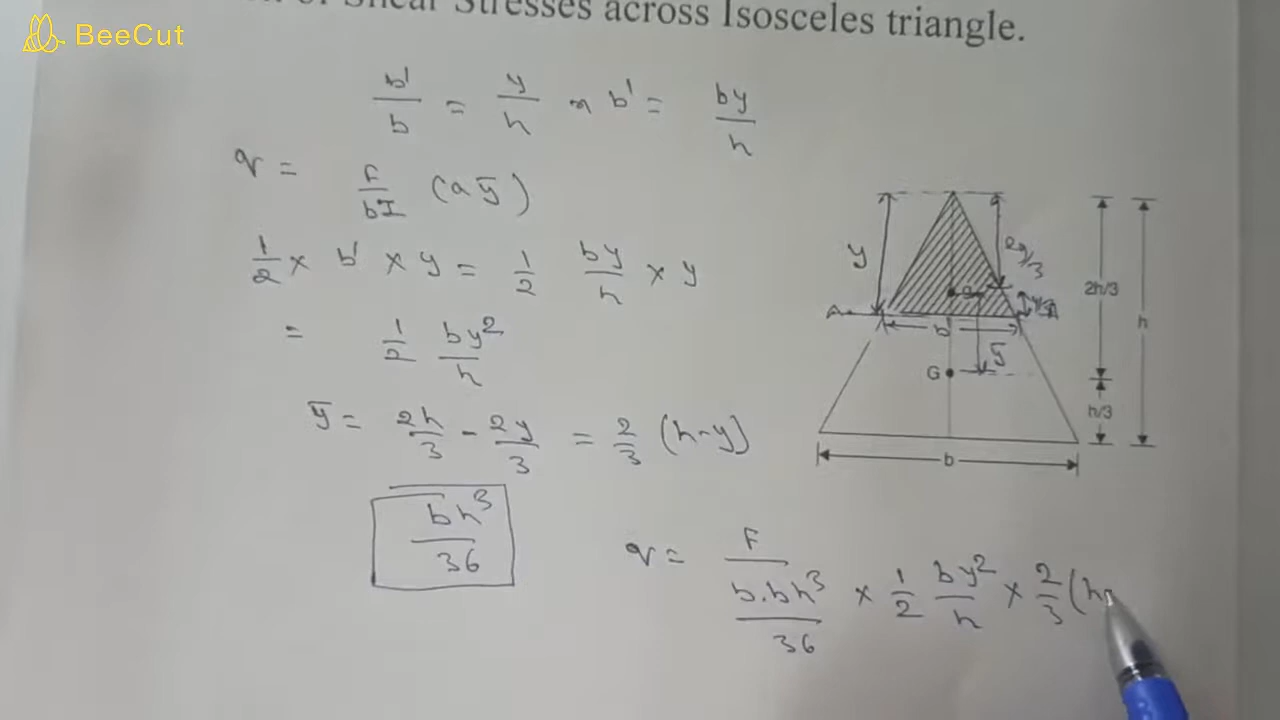 BeeCut
of Shear Stresses across Isosceles triangle.
b'/b = y/h b' = by/h
q = F/bI (aȳ)
1/2 × b' × y = 1/2 by/h × y
= 1/2 by²/h
ȳ = 2h/3 - 2y/3 = 2/3 (h-y)
bh³/36
q = F/(b.bh³/36) × 1/2 by²/h × 2/3 (h
y
2y/3
2h/3
h
A
b'
ȳ
G
h/3
b